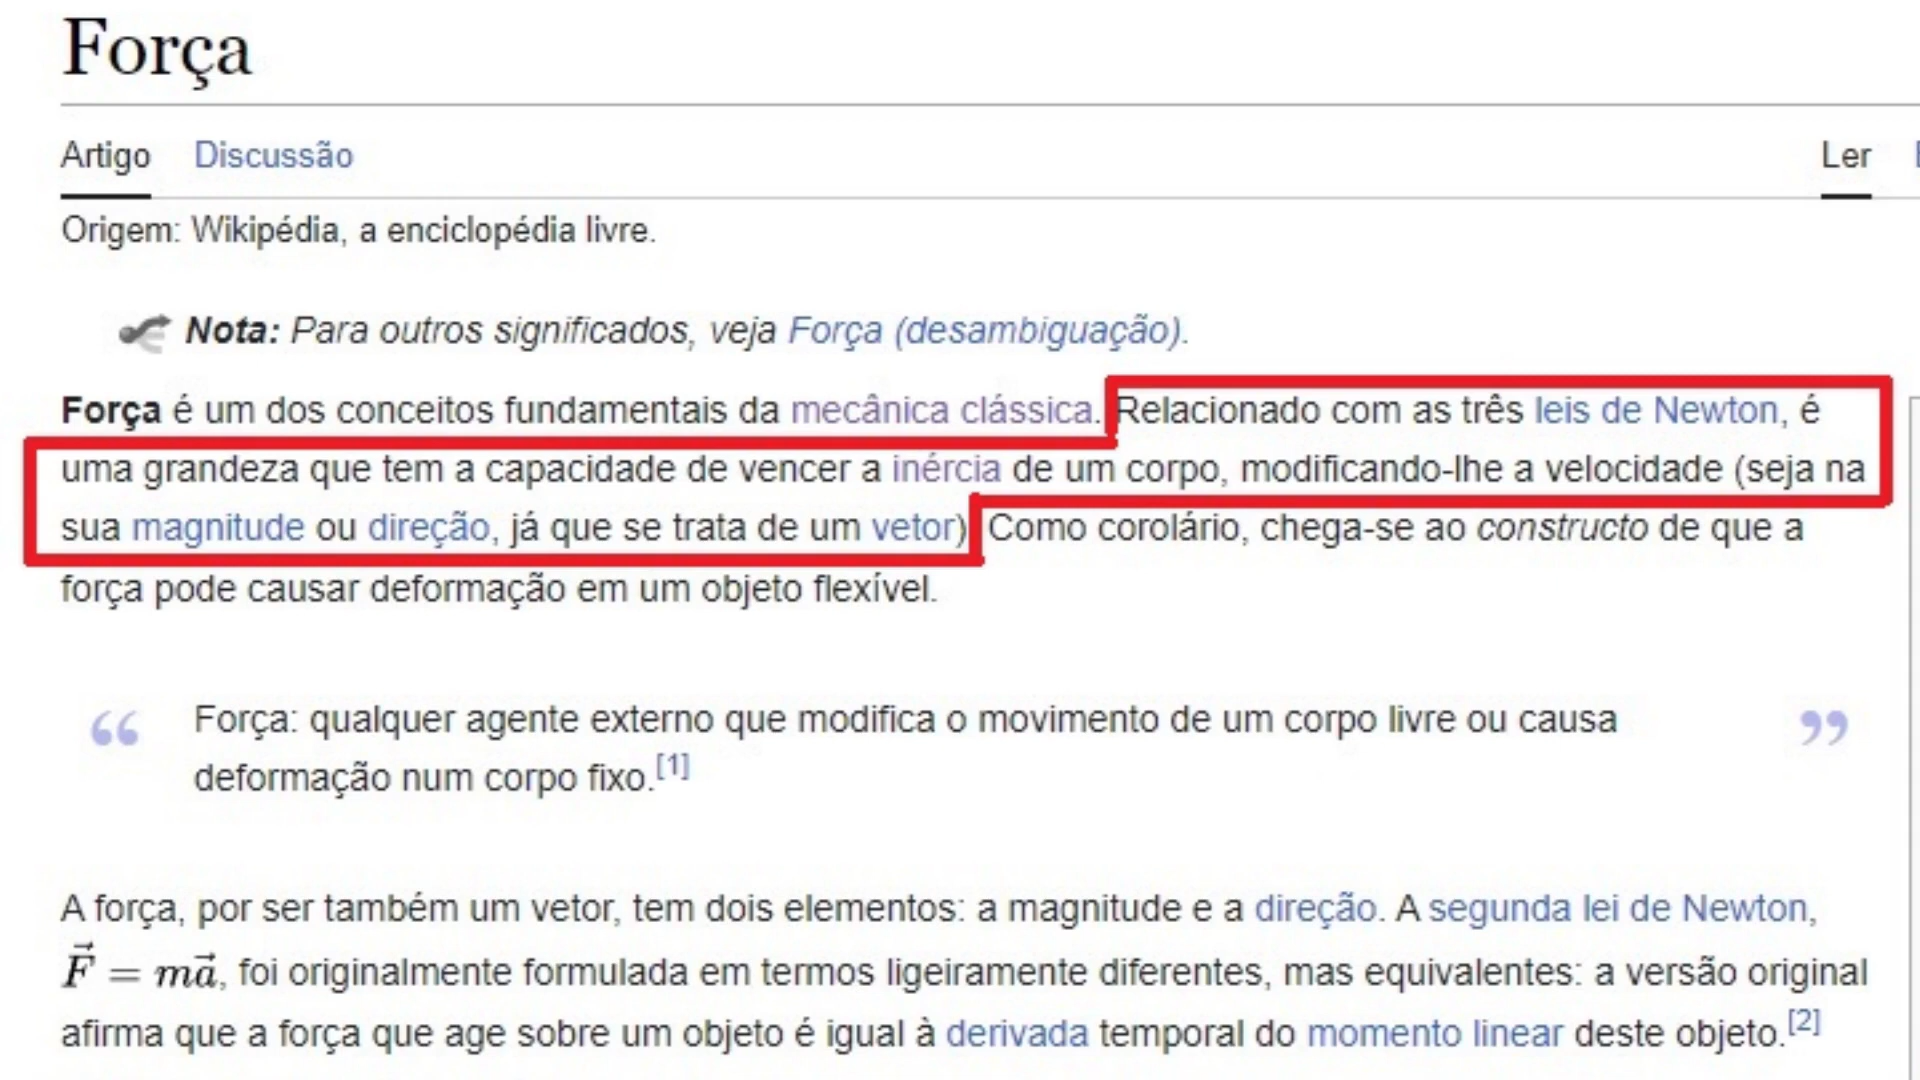 Força
Artigo Discussão Ler
Origem: Wikipédia, a enciclopédia livre.
Nota: Para outros significados, veja Força (desambiguação).
Força é um dos conceitos fundamentais da mecânica clássica. Relacionado com as três leis de Newton, é
uma grandeza que tem a capacidade de vencer a inércia de um corpo, modificando-lhe a velocidade (seja na
sua magnitude ou direção, já que se trata de um vetor) Como corolário, chega-se ao constructo de que a
força pode causar deformação em um objeto flexível.
“ Força: qualquer agente externo que modifica o movimento de um corpo livre ou causa ”
deformação num corpo fixo.[1]
A força, por ser também um vetor, tem dois elementos: a magnitude e a direção. A segunda lei de Newton,
F⃗ = ma⃗, foi originalmente formulada em termos ligeiramente diferentes, mas equivalentes: a versão original
afirma que a força que age sobre um objeto é igual à derivada temporal do momento linear deste objeto.[2]